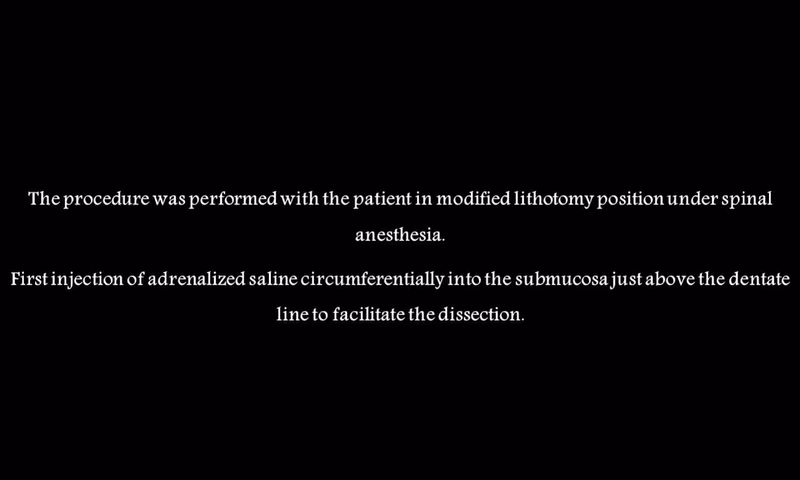 The procedure was performed with the patient in modified lithotomy position under spinal
anesthesia.
First injection of adrenalized saline circumferentially into the submucosa just above the dentate
line to facilitate the dissection.